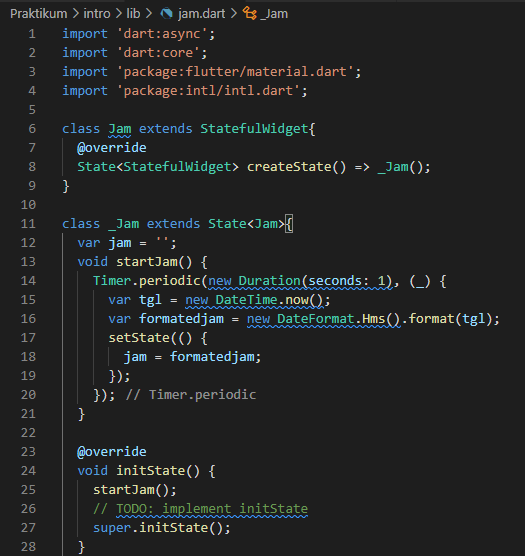 Praktikum > intro > lib > jam.dart > _Jam
1 import 'dart:async';
2 import 'dart:core';
3 import 'package:flutter/material.dart';
4 import 'package:intl/intl.dart';
5
6 class Jam extends StatefulWidget{
7   @override
8   State<StatefulWidget> createState() => _Jam();
9 }
10
11 class _Jam extends State<Jam>{
12   var jam = '';
13   void startJam() {
14     Timer.periodic(new Duration(seconds: 1), (_) {
15       var tgl = new DateTime.now();
16       var formatedjam = new DateFormat.Hms().format(tgl);
17       setState(() {
18         jam = formatedjam;
19       });
20     }); // Timer.periodic
21   }
22
23   @override
24   void initState() {
25     startJam();
26     // TODO: implement initState
27     super.initState();
28   }